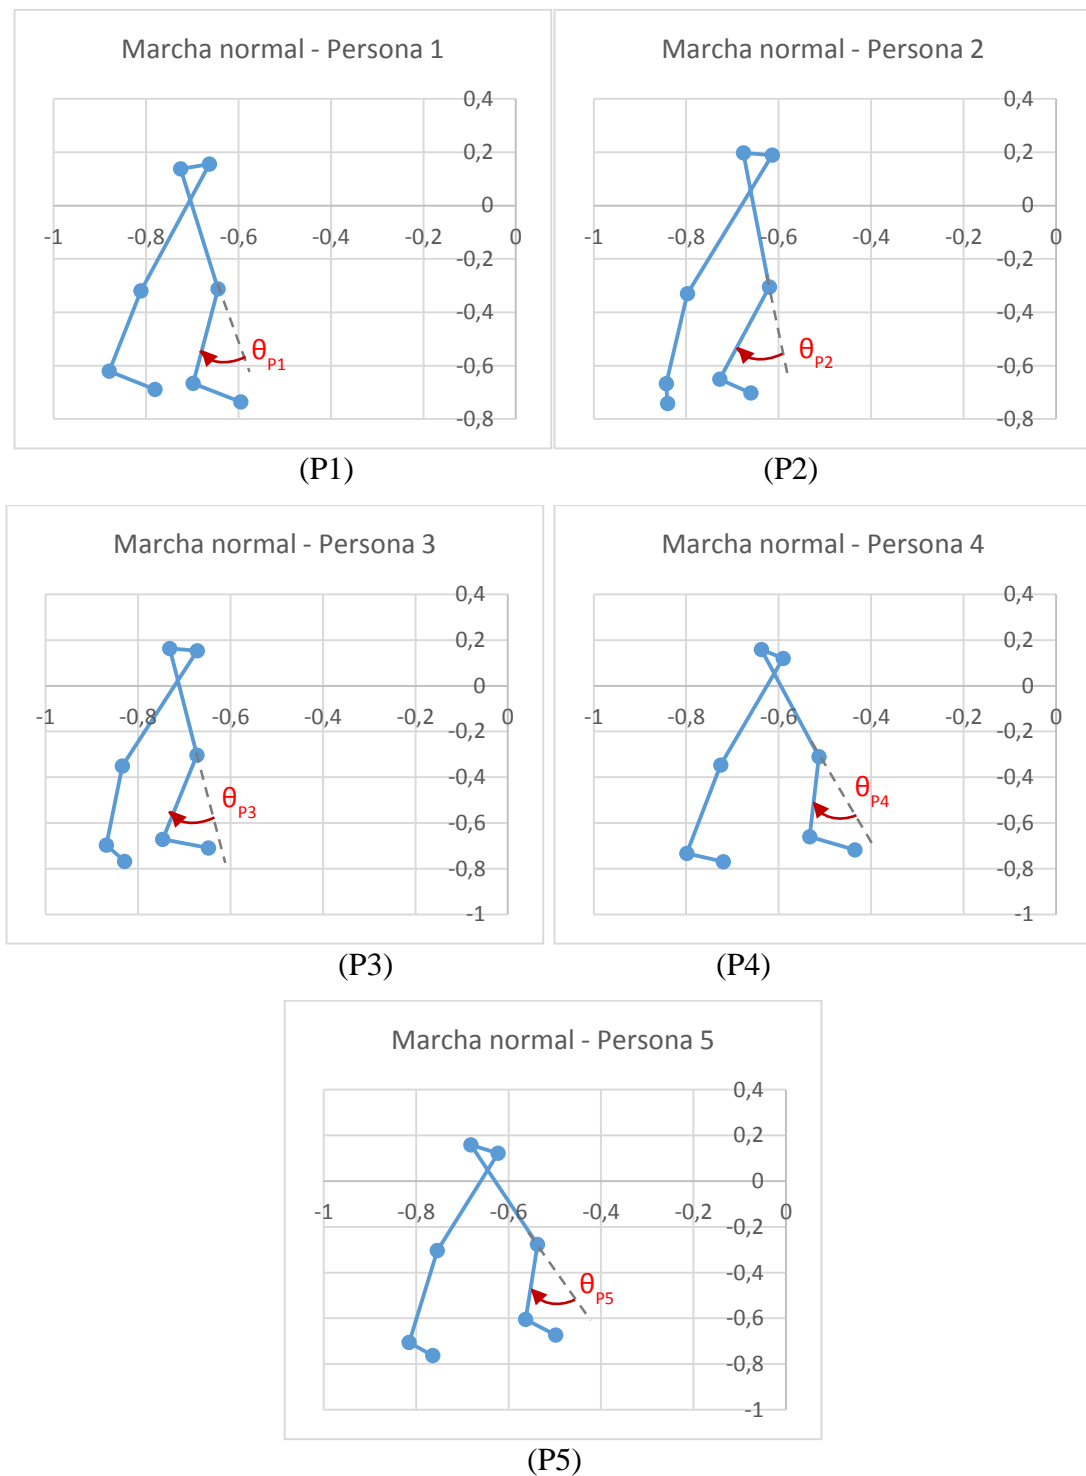 Marcha normal - Persona 1
0,4
0,2
0
-1 -0,8 -0,6 -0,4 -0,2 0
-0,2
-0,4
-0,6
-0,8
θP1
(P1)
Marcha normal - Persona 2
0,4
0,2
0
-1 -0,8 -0,6 -0,4 -0,2 0
-0,2
-0,4
-0,6
-0,8
θP2
(P2)
Marcha normal - Persona 3
0,4
0,2
0
-1 -0,8 -0,6 -0,4 -0,2 0
-0,2
-0,4
-0,6
-0,8
-1
θP3
(P3)
Marcha normal - Persona 4
0,4
0,2
0
-1 -0,8 -0,6 -0,4 -0,2 0
-0,2
-0,4
-0,6
-0,8
-1
θP4
(P4)
Marcha normal - Persona 5
0,4
0,2
0
-1 -0,8 -0,6 -0,4 -0,2 0
-0,2
-0,4
-0,6
-0,8
-1
θP5
(P5)